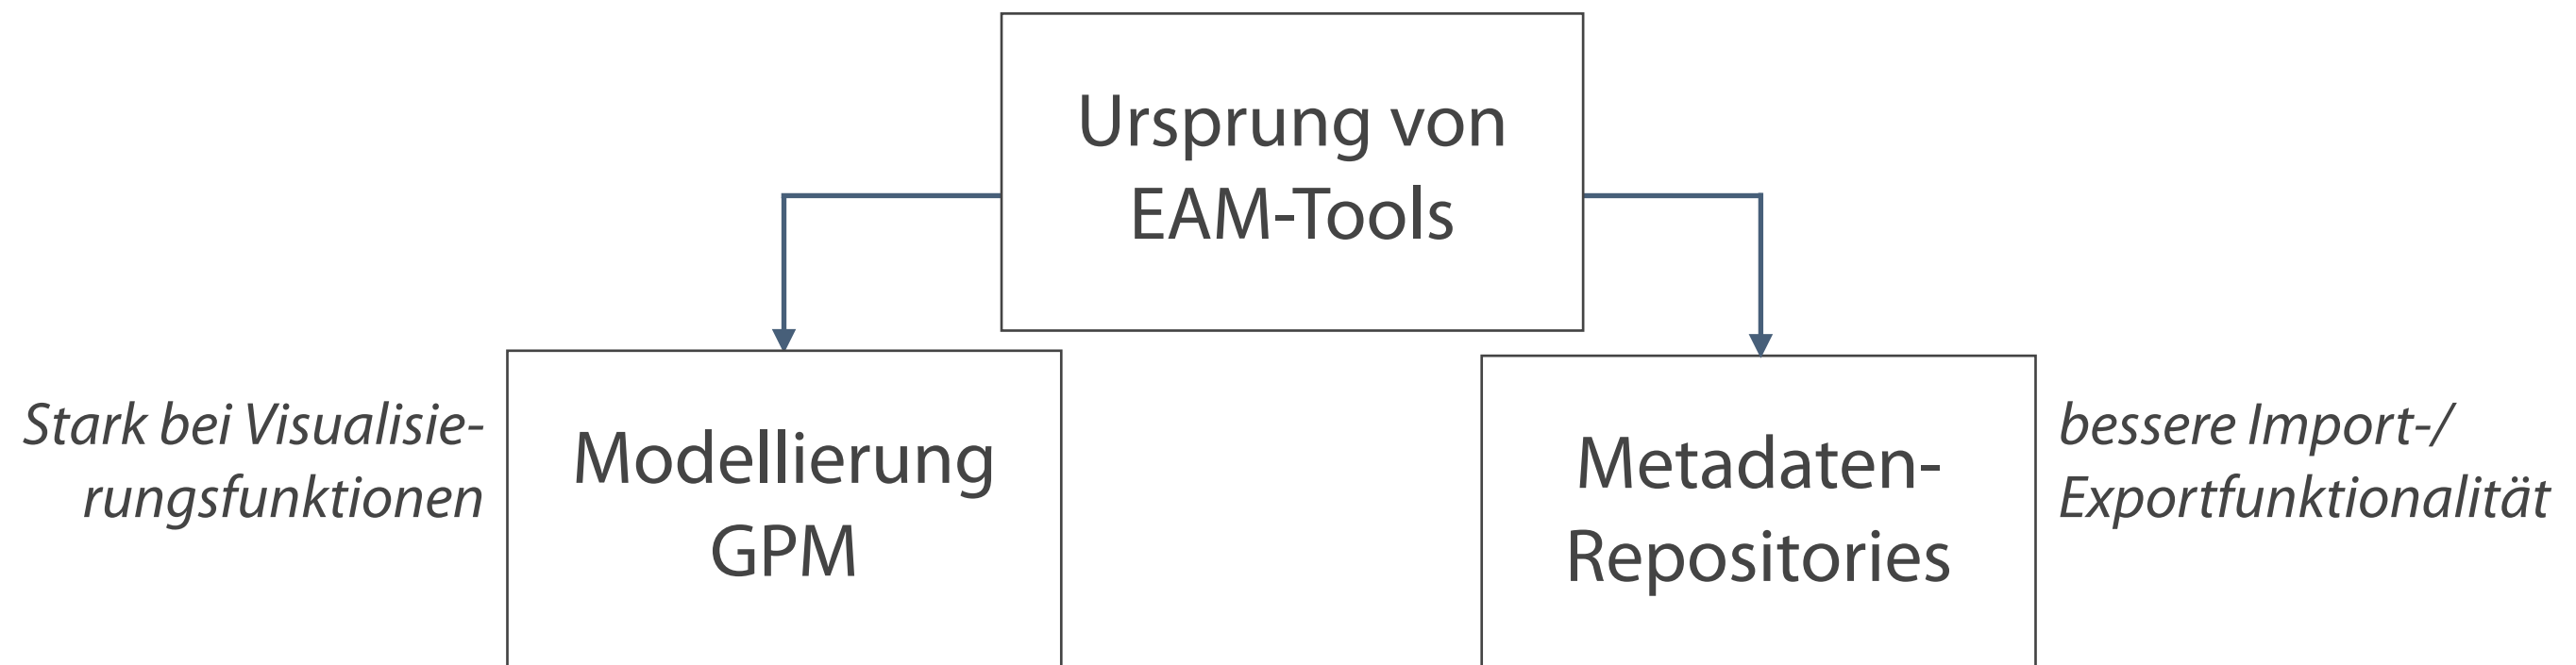 Ursprung von
EAM-Tools
Stark bei Visualisie-
rungsfunktionen
Modellierung
GPM
Metadaten-
Repositories
bessere Import-/
Exportfunktionalität